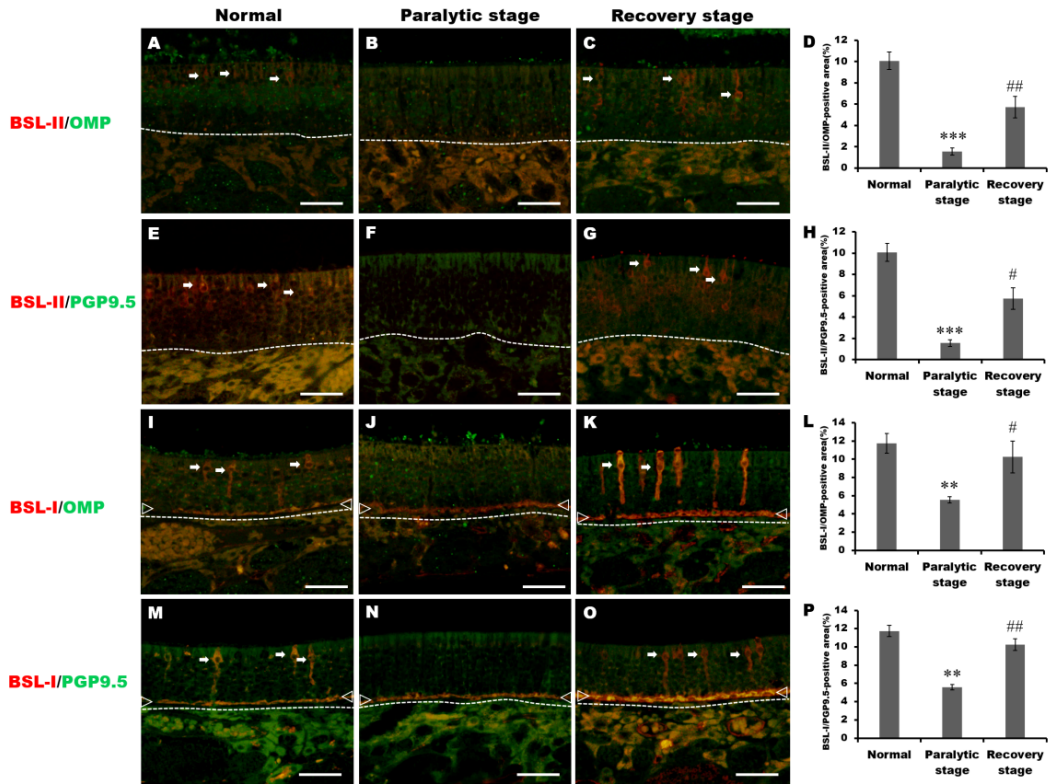 Normal Paralytic stage Recovery stage
BSL-II/OMP
A
B
C
D
BSL-II/OMP-positive area(%)
12
10
8
6
4
2
0
***
##
Normal Paralytic stage Recovery stage
BSL-II/PGP9.5
E
F
G
H
BSL-II/PGP9.5-positive area(%)
12
10
8
6
4
2
0
***
#
Normal Paralytic stage Recovery stage
BSL-I/OMP
I
J
K
L
BSL-I/OMP-positive area(%)
14
12
10
8
6
4
2
0
**
#
Normal Paralytic stage Recovery stage
BSL-I/PGP9.5
M
N
O
P
BSL-I/PGP9.5-positive area(%)
14
12
10
8
6
4
2
0
**
##
Normal Paralytic stage Recovery stage